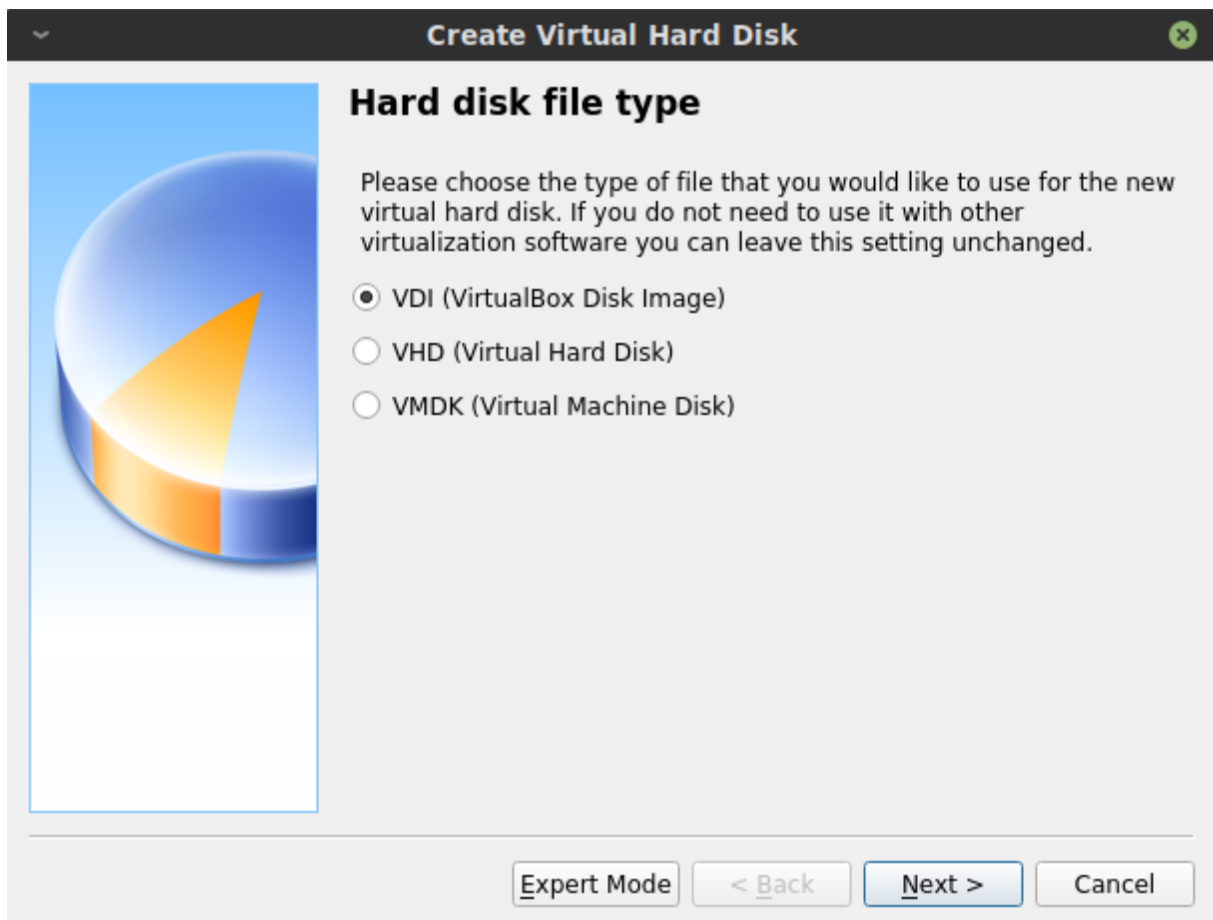 Create Virtual Hard Disk
Hard disk file type
Please choose the type of file that you would like to use for the new
virtual hard disk. If you do not need to use it with other
virtualization software you can leave this setting unchanged.
VDI (VirtualBox Disk Image)
VHD (Virtual Hard Disk)
VMDK (Virtual Machine Disk)
Expert Mode
< Back
Next >
Cancel